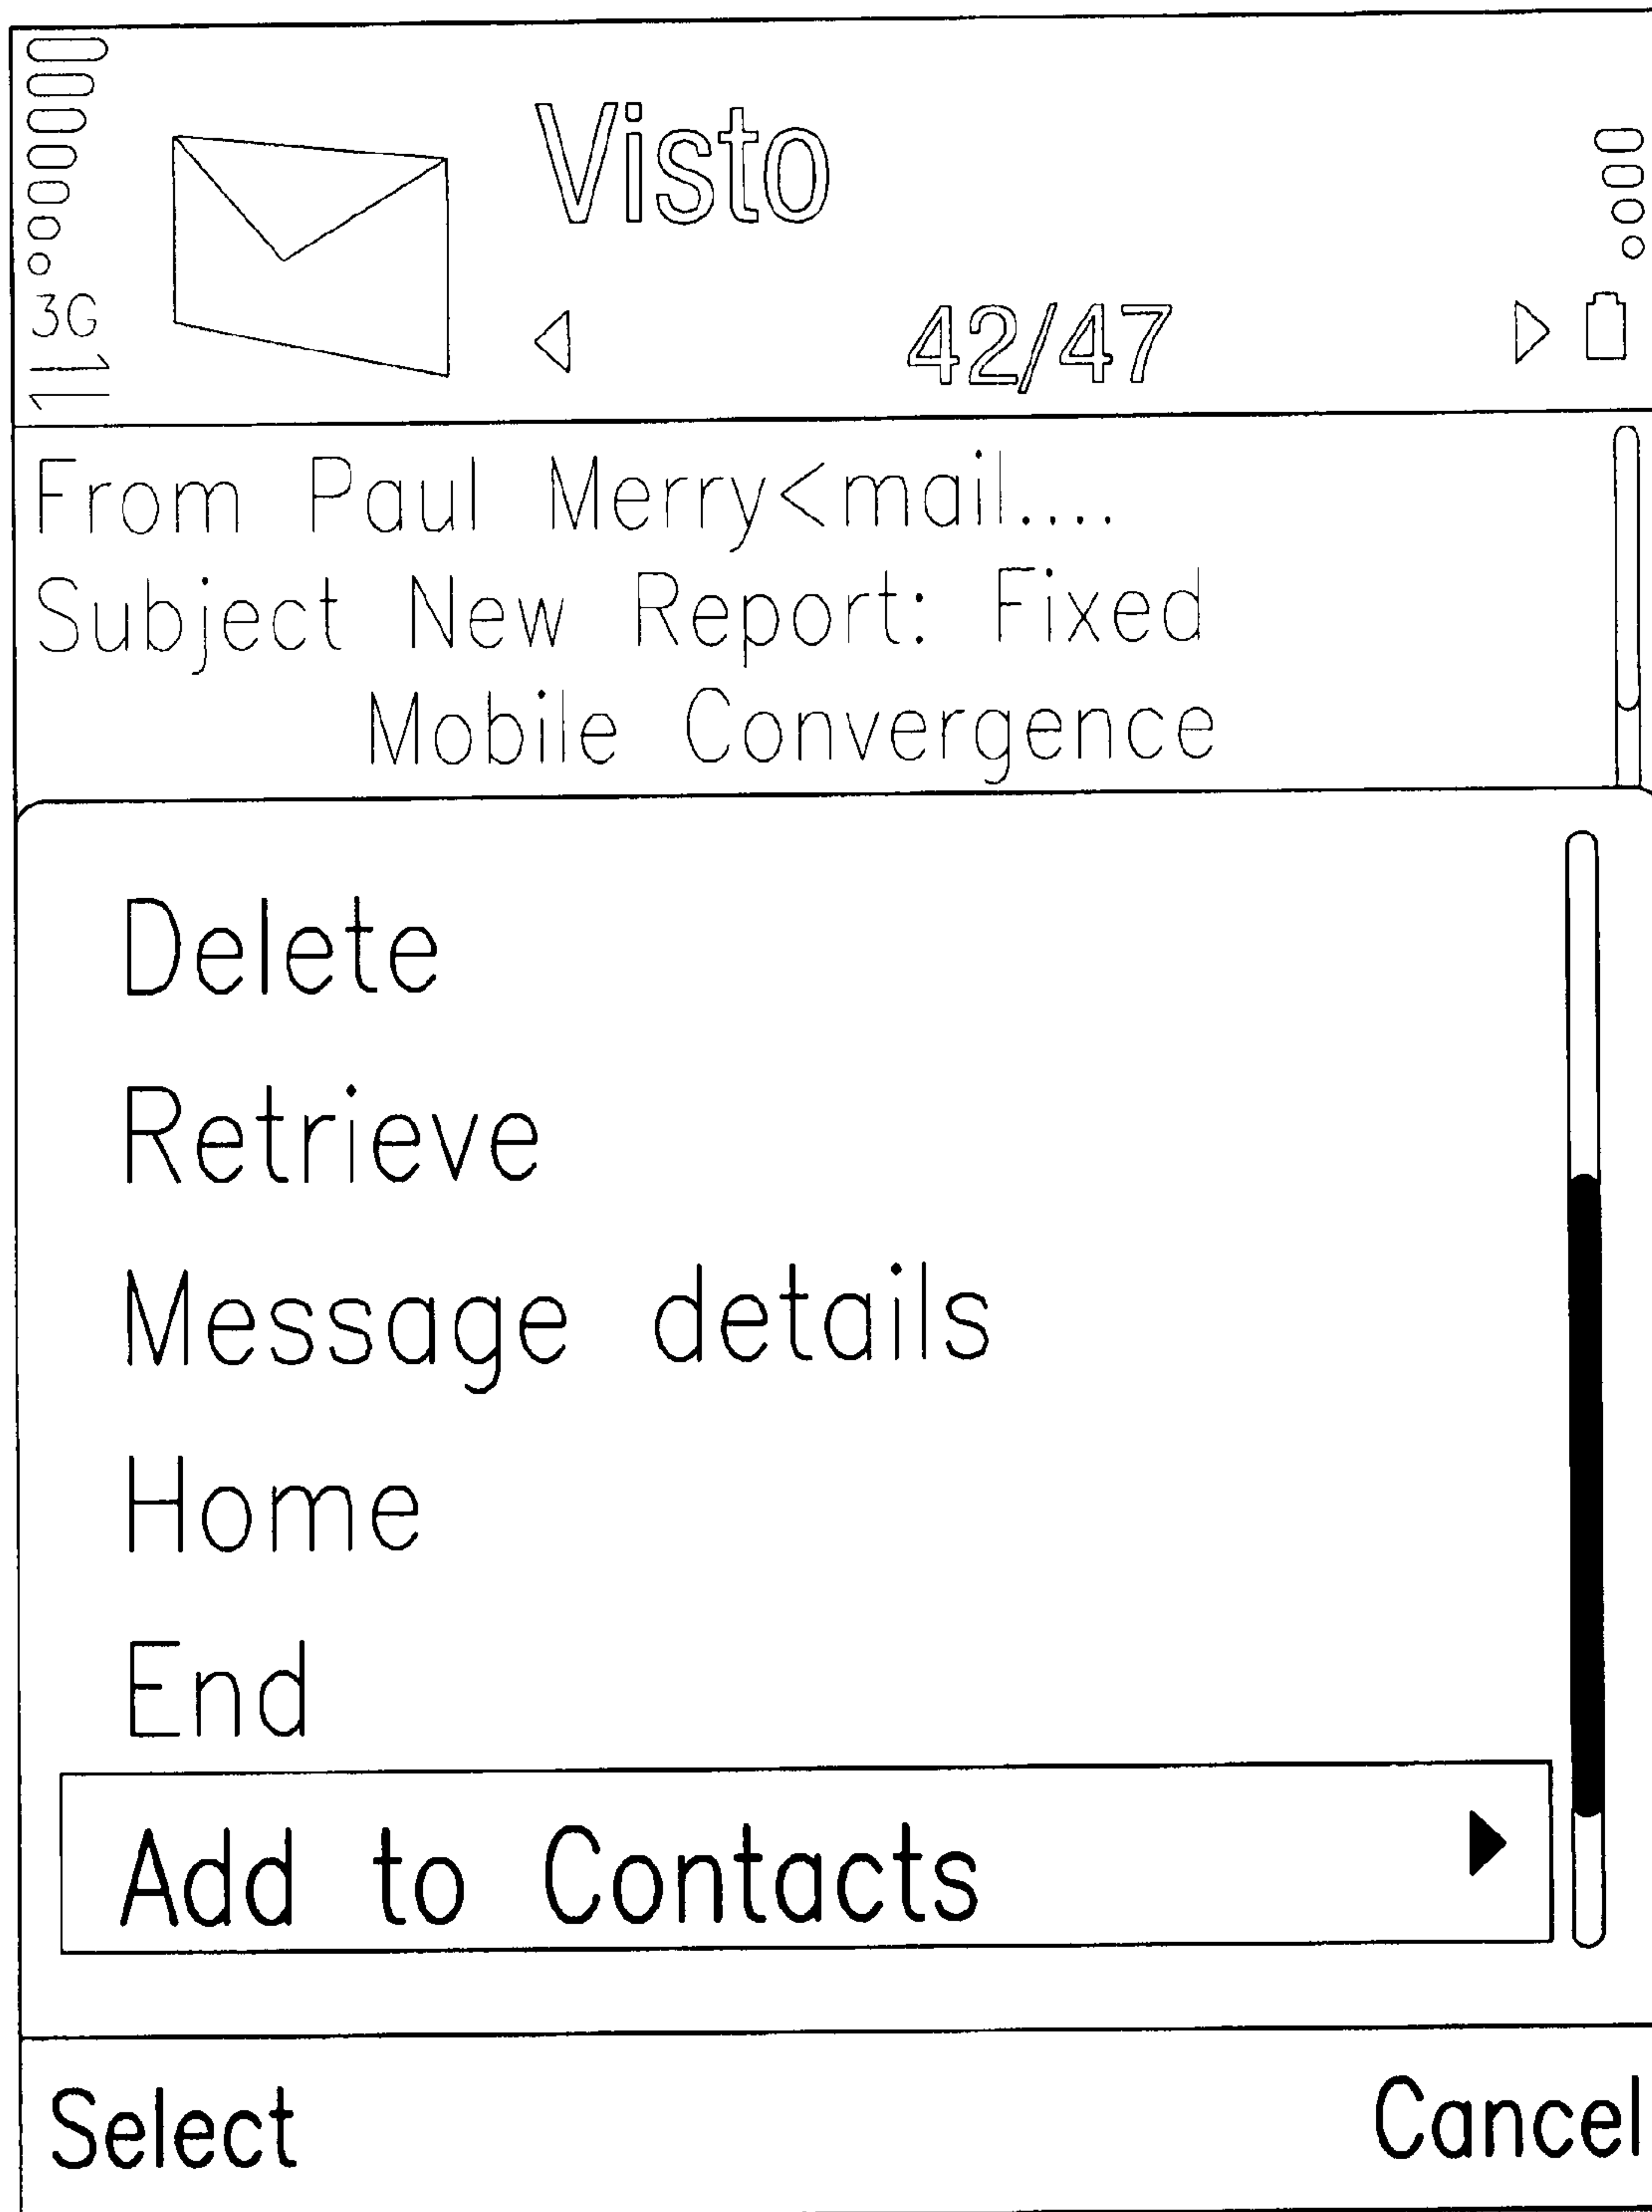 Visto
3G
42/47
From Paul Merry<mail....
Subject New Report: Fixed
Mobile Convergence
Delete
Retrieve
Message details
Home
End
Add to Contacts
Select
Cancel